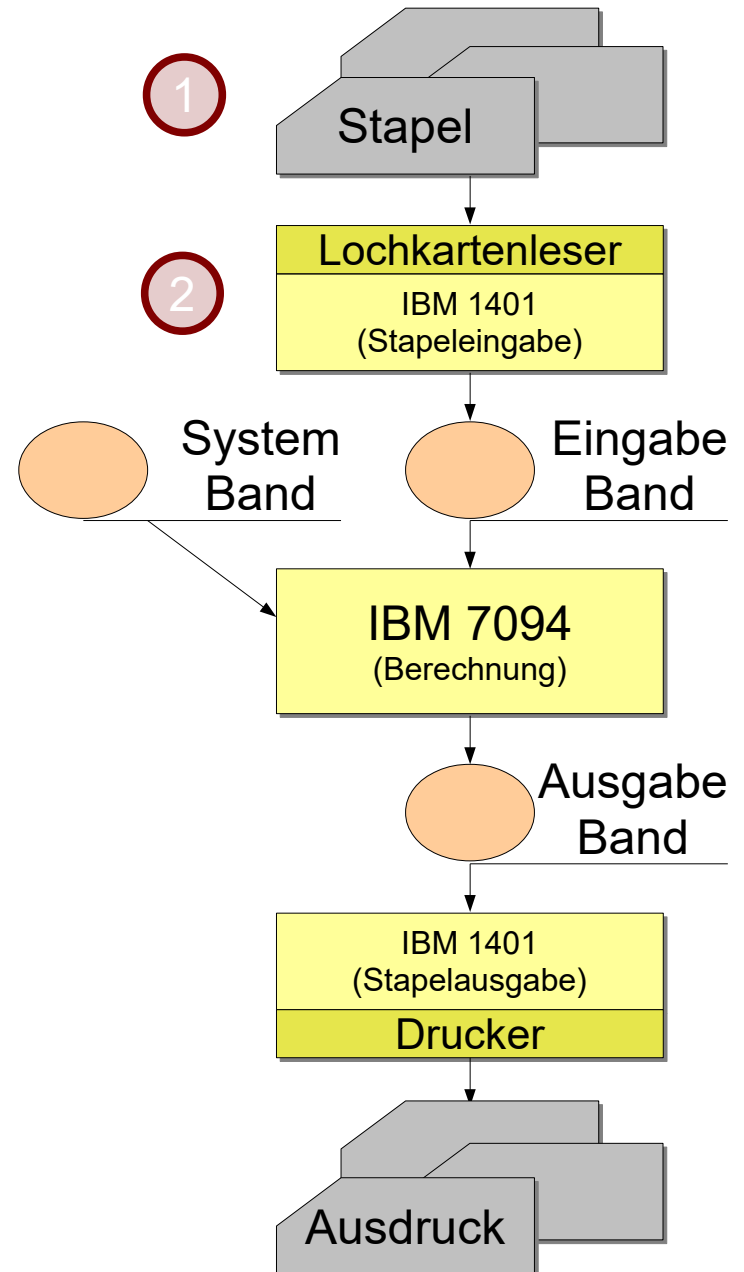 1
Stapel
Lochkartenleser
2
IBM 1401
(Stapeleingabe)
System
Band
Eingabe
Band
IBM 7094
(Berechnung)
Ausgabe
Band
IBM 1401
(Stapelausgabe)
Drucker
Ausdruck